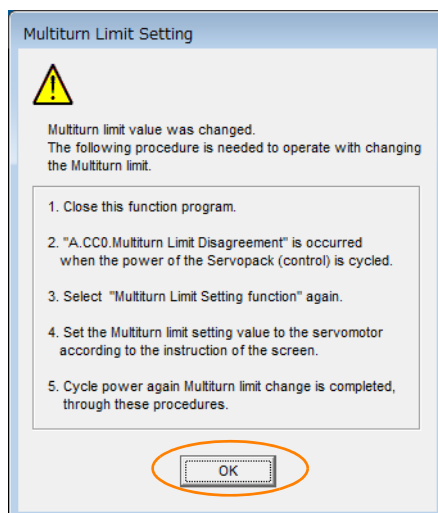 Multiturn Limit Setting
Multiturn limit value was changed.
The following procedure is needed to operate with changing
the Multiturn limit.
1. Close this function program.
2. "A.CC0.Multiturn Limit Disagreement" is occurred
when the power of the Servopack (control) is cycled.
3. Select "Multiturn Limit Setting function" again.
4. Set the Multiturn limit setting value to the servomotor
according to the instruction of the screen.
5. Cycle power again Multiturn limit change is completed,
through these procedures.
OK